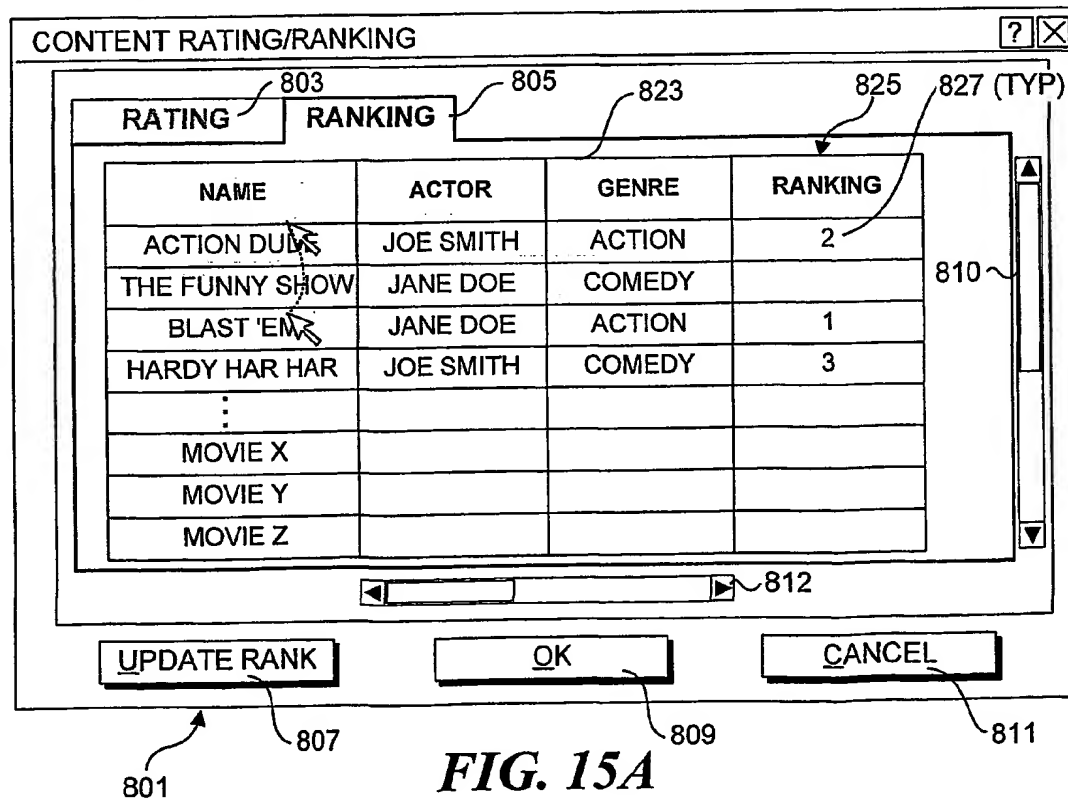 CONTENT RATING/RANKING ?
803 805 823 825 827 (TYP)
RATING RANKING
NAME ACTOR GENRE RANKING
ACTION DUDE JOE SMITH ACTION 2
THE FUNNY SHOW JANE DOE COMEDY
BLAST 'EM JANE DOE ACTION 1
HARDY HAR HAR JOE SMITH COMEDY 3
810
MOVIE X
MOVIE Y
MOVIE Z
812
UPDATE RANK OK CANCEL
801 807 809 811
FIG. 15A